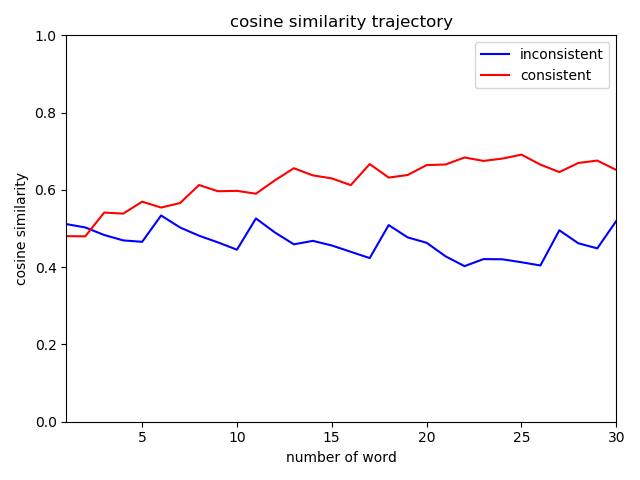 cosine similarity trajectory
inconsistent
consistent
cosine similarity
1.0
0.8
0.6
0.4
0.2
0.0
5 10 15 20 25 30
number of word